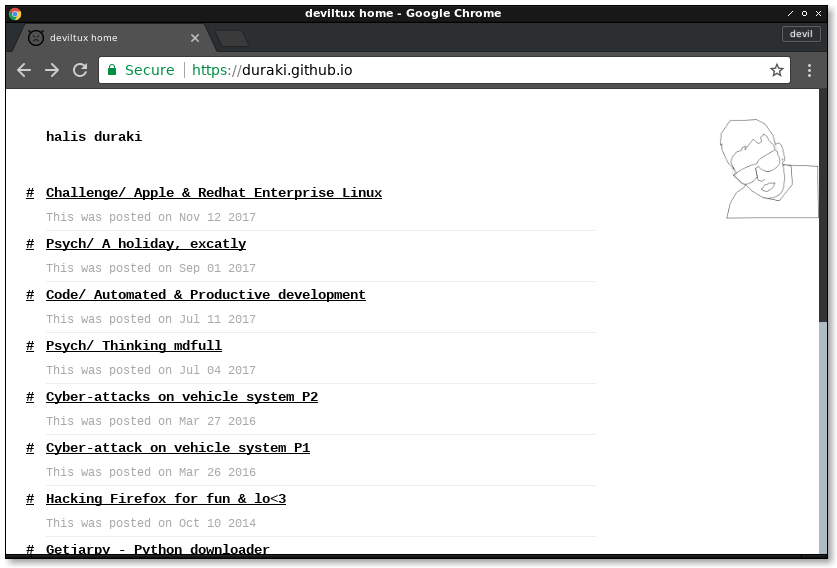 deviltux home - Google Chrome
deviltux home
devil
Secure
https://duraki.github.io
halis duraki
# Challenge/ Apple & Redhat Enterprise Linux
This was posted on Nov 12 2017
# Psych/ A holiday, excatly
This was posted on Sep 01 2017
# Code/ Automated & Productive development
This was posted on Jul 11 2017
# Psych/ Thinking mdfull
This was posted on Jul 04 2017
# Cyber-attacks on vehicle system P2
This was posted on Mar 27 2016
# Cyber-attack on vehicle system P1
This was posted on Mar 26 2016
# Hacking Firefox for fun & lo<3
This was posted on Oct 10 2014
# Getjarpy - Python downloader